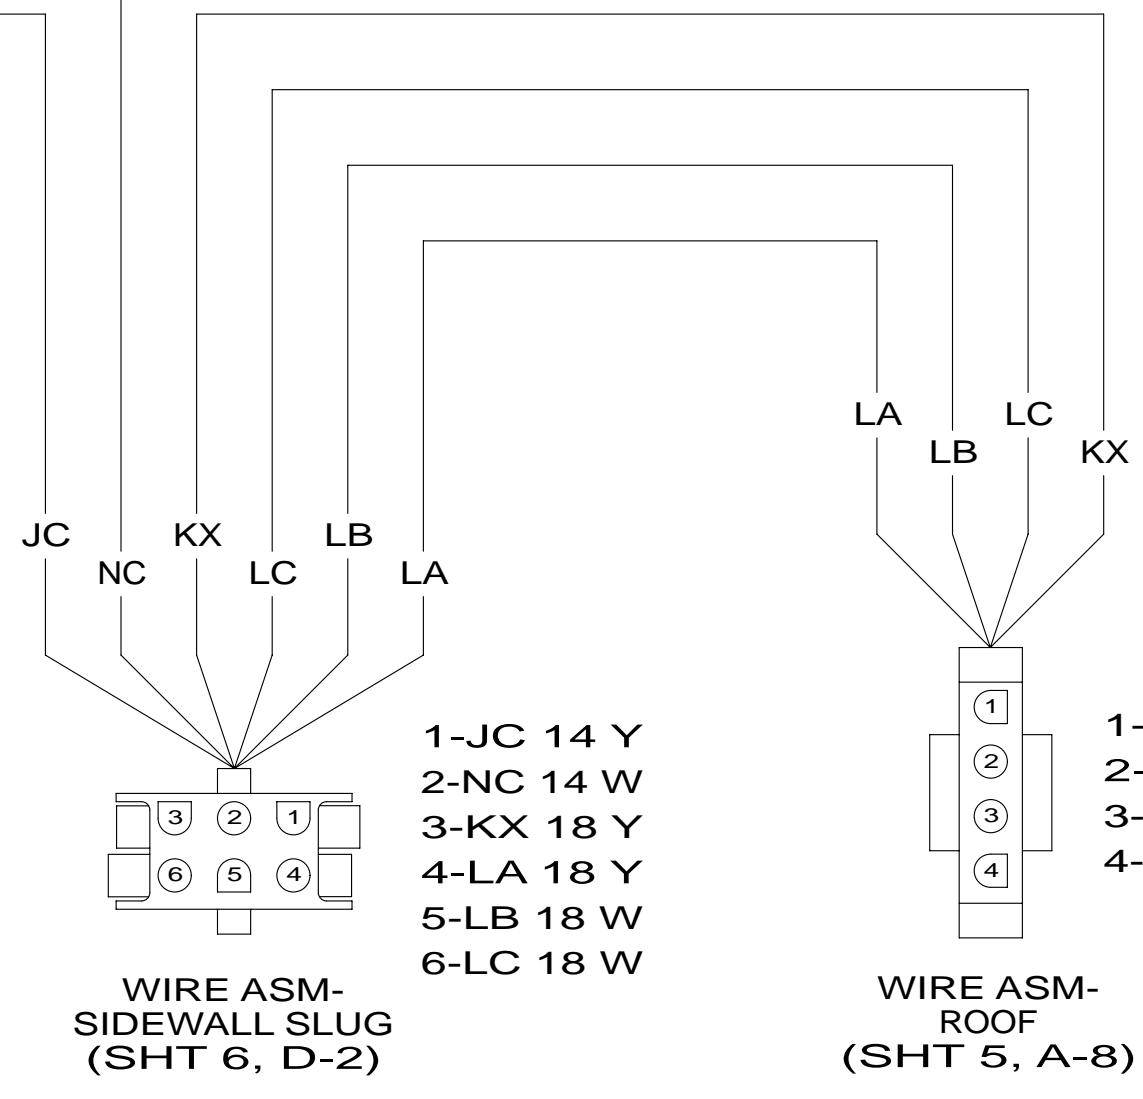 LA
LC
LB
KX
JC
KX
LB
NC
LC
LA
1-JC 14 Y
2-NC 14 W
3-KX 18 Y
4-LA 18 Y
5-LB 18 W
6-LC 18 W
3 2 1
6 5 4
WIRE ASM-
SIDEWALL SLUG
(SHT 6, D-2)
1
2
3
4
1-
2-
3-
4-
WIRE ASM-
ROOF
(SHT 5, A-8)